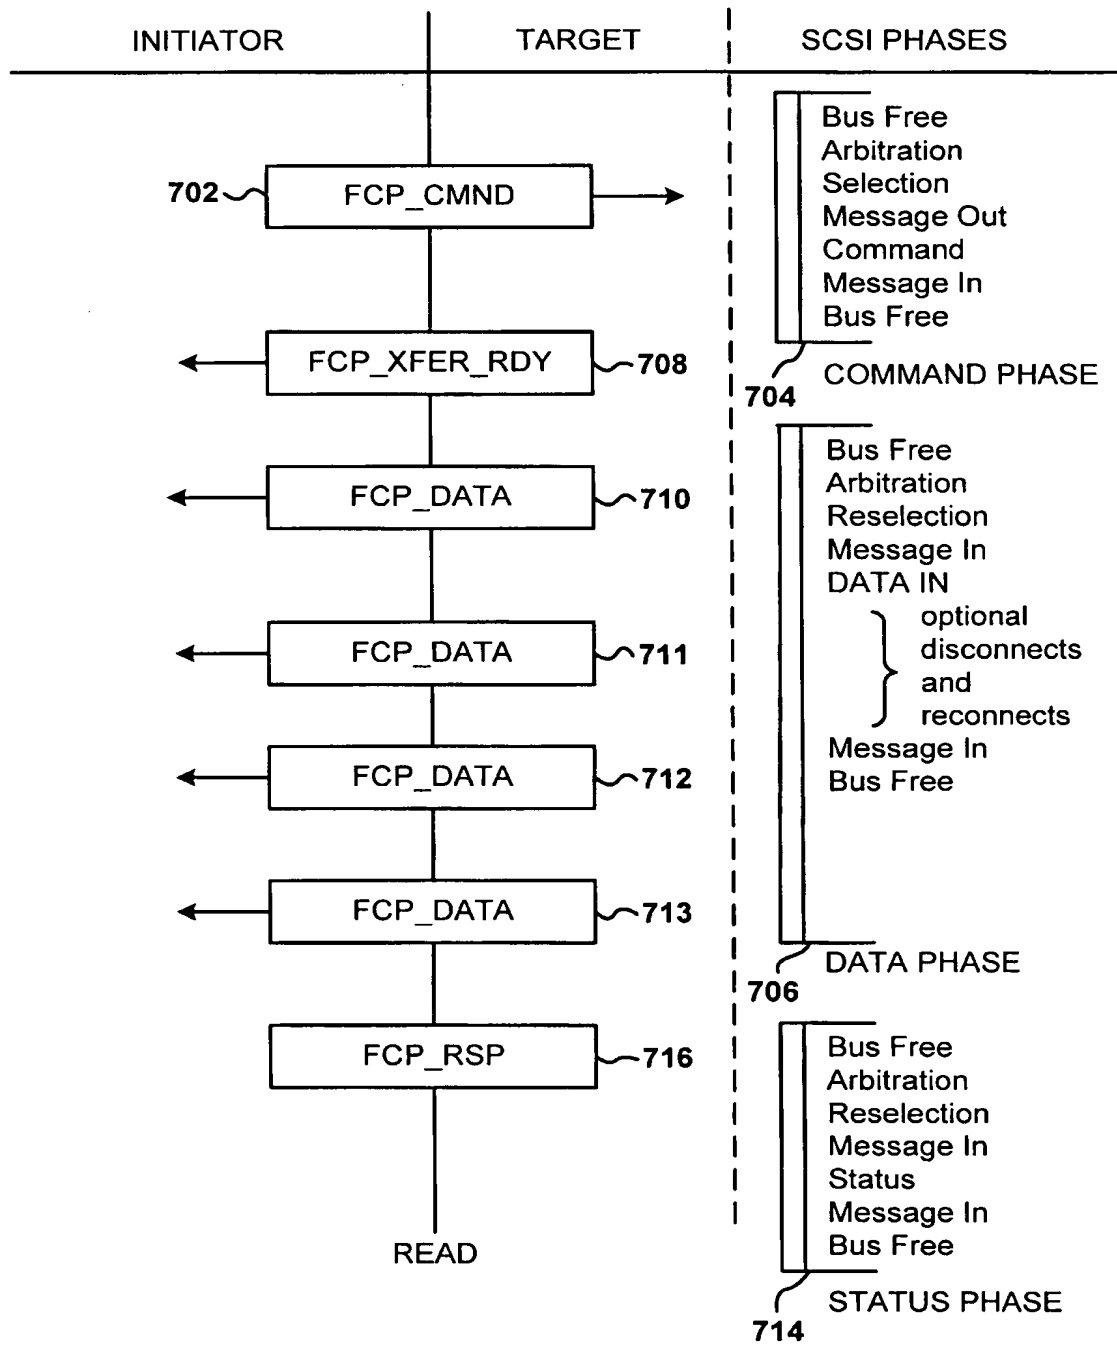 INITIATOR
TARGET
SCSI PHASES
702
FCP_CMND
FCP_XFER_RDY
708
FCP_DATA
710
FCP_DATA
711
FCP_DATA
712
FCP_DATA
713
FCP_RSP
716
READ
Bus Free
Arbitration
Selection
Message Out
Command
Message In
Bus Free
704
COMMAND PHASE
Bus Free
Arbitration
Reselection
Message In
DATA IN
optional
disconnects
and
reconnects
Message In
Bus Free
706
DATA PHASE
Bus Free
Arbitration
Reselection
Message In
Status
Message In
Bus Free
714
STATUS PHASE